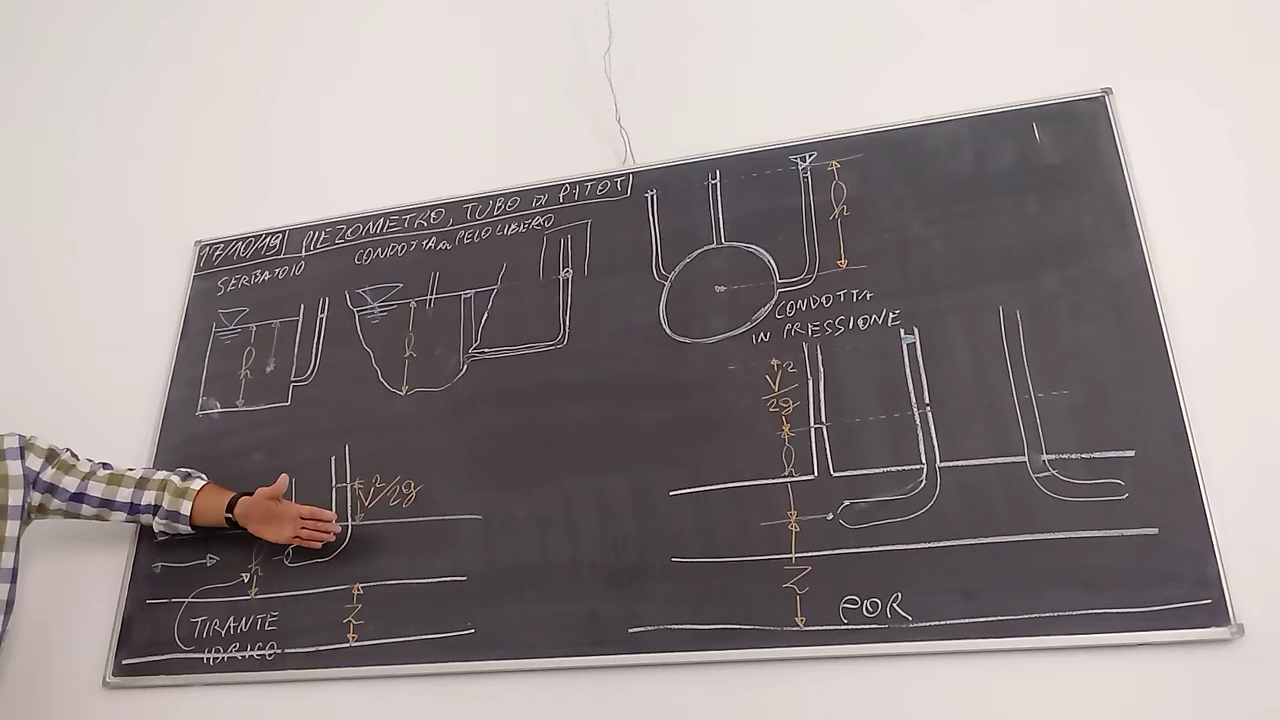 17/10/19 PIEZOMETRO, TUBO DI PITOT
SERBATOIO
CONDOTTA A PELO LIBERO
h
h
h
CONDOTTA
IN PRESSIONE
V²/2g
h
Z
POR
V²/2g
h
Z
TIRANTE
IDRICO